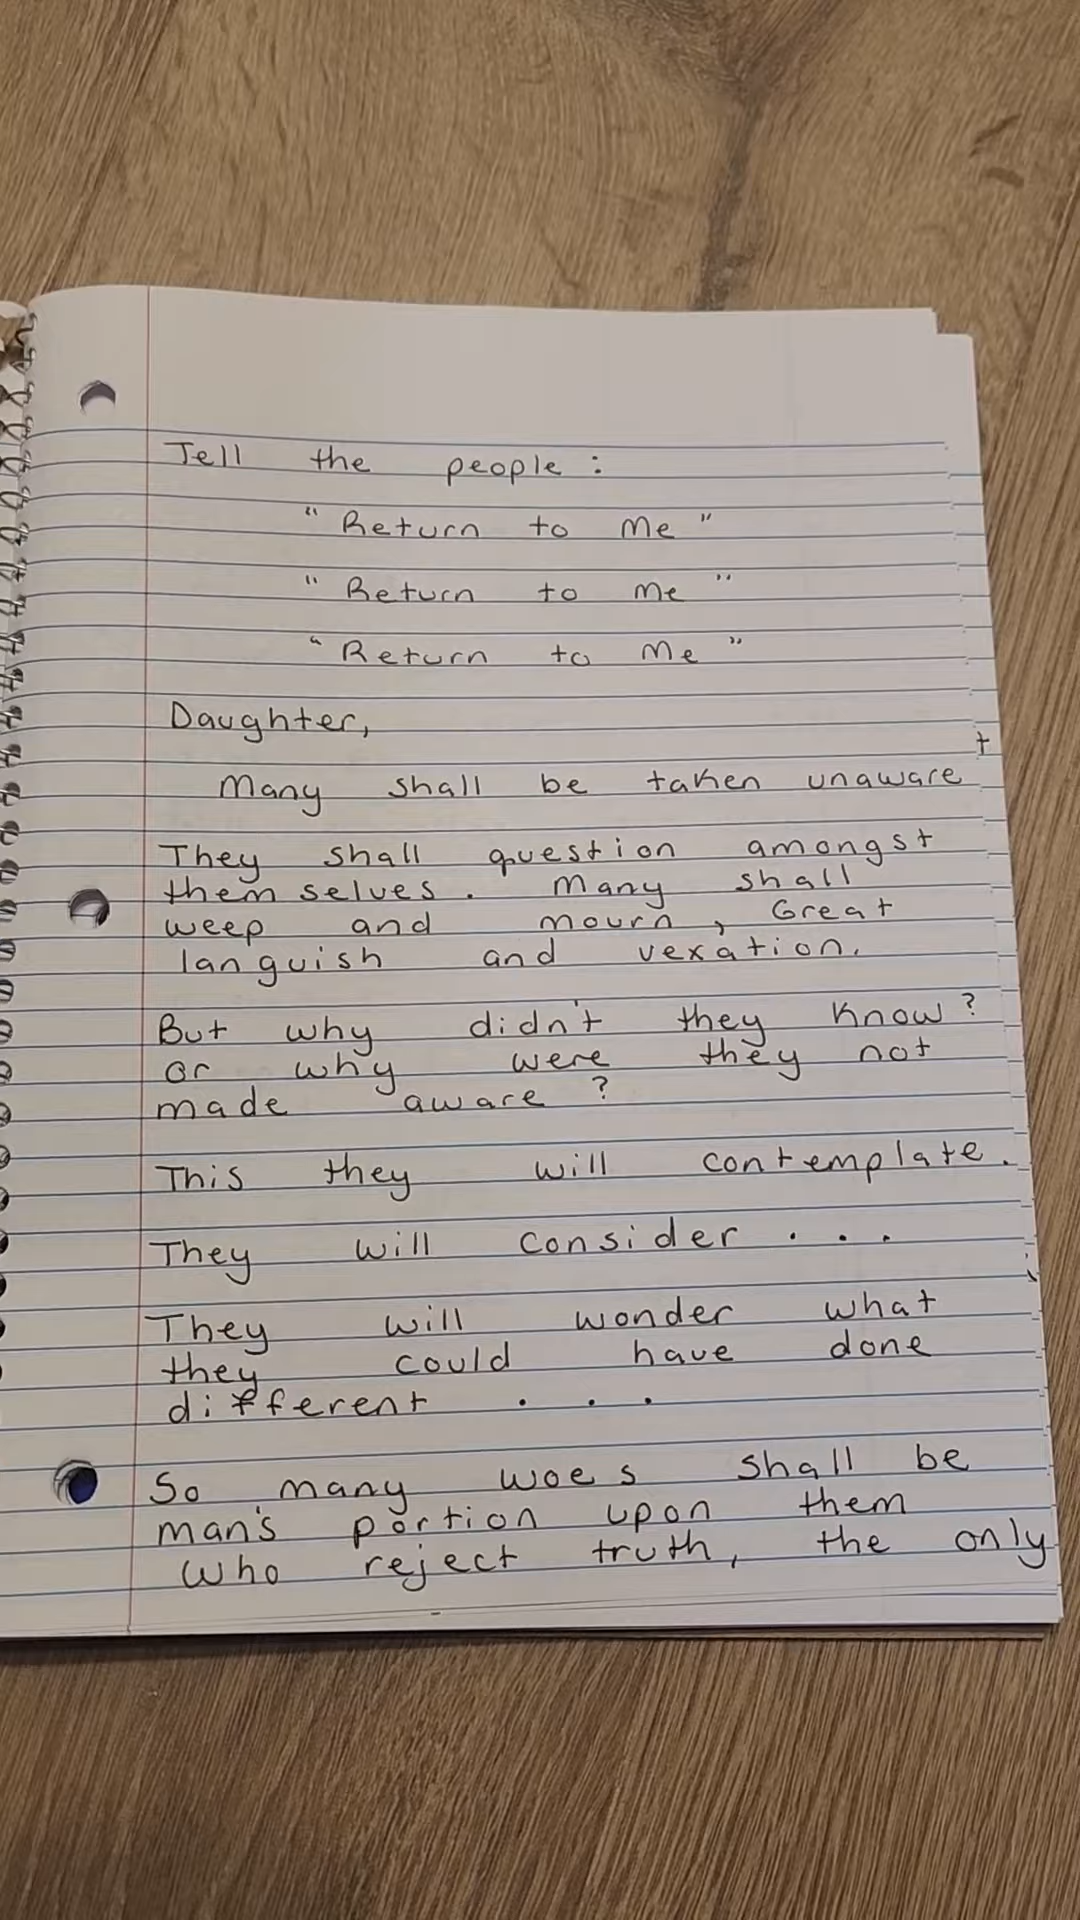 Tell the people:
"Return to Me"
"Return to Me"
"Return to Me"
Daughter,
Many shall be taken unaware
They shall question amongst
themselves. Many shall
weep and mourn, Great
languish and vexation.
But why didn't they know?
or why were they not
made aware?
This they will contemplate.
They will consider...
They will wonder what
they could have done
different...
So many woes shall be
man's portion upon them
who reject truth, the only